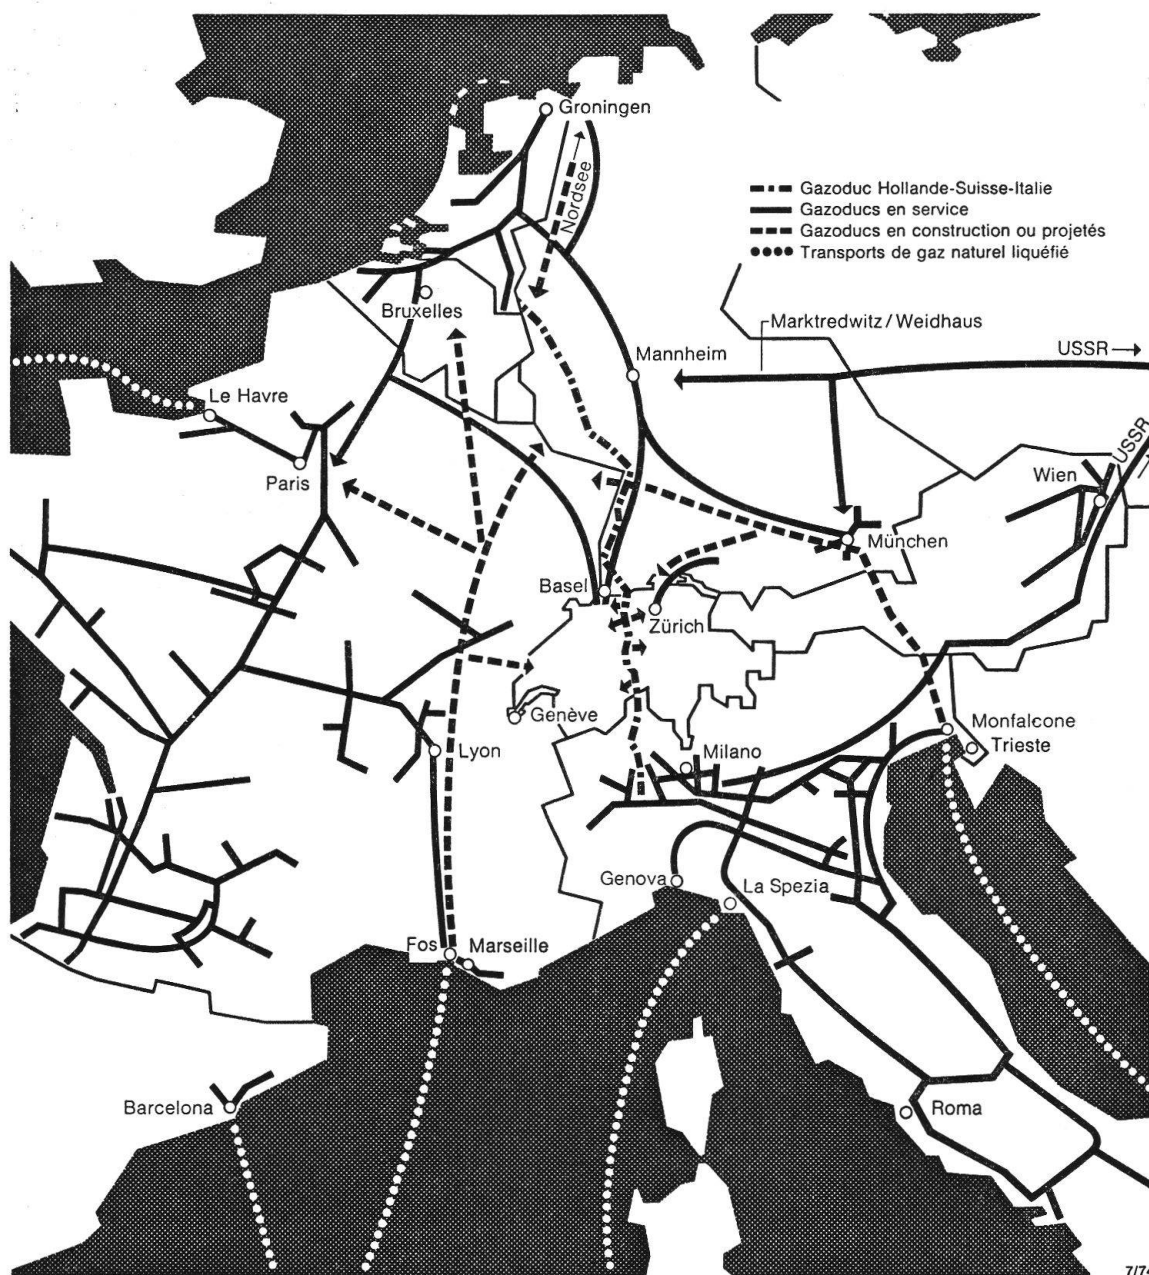 Groningen
Nordsee
Gazoduc Hollande-Suisse-Italie
Gazoducs en service
Gazoducs en construction ou projetés
Transports de gaz naturel liquéfié
Bruxelles
Marktredwitz / Weidhaus
USSR →
Mannheim
Le Havre
USSR →
Paris
Wien
München
Basel
Zürich
Genève
Monfalcone
Trieste
Lyon
Milano
Genova
La Spezia
Fos
Marseille
Barcelona
Roma
7/74